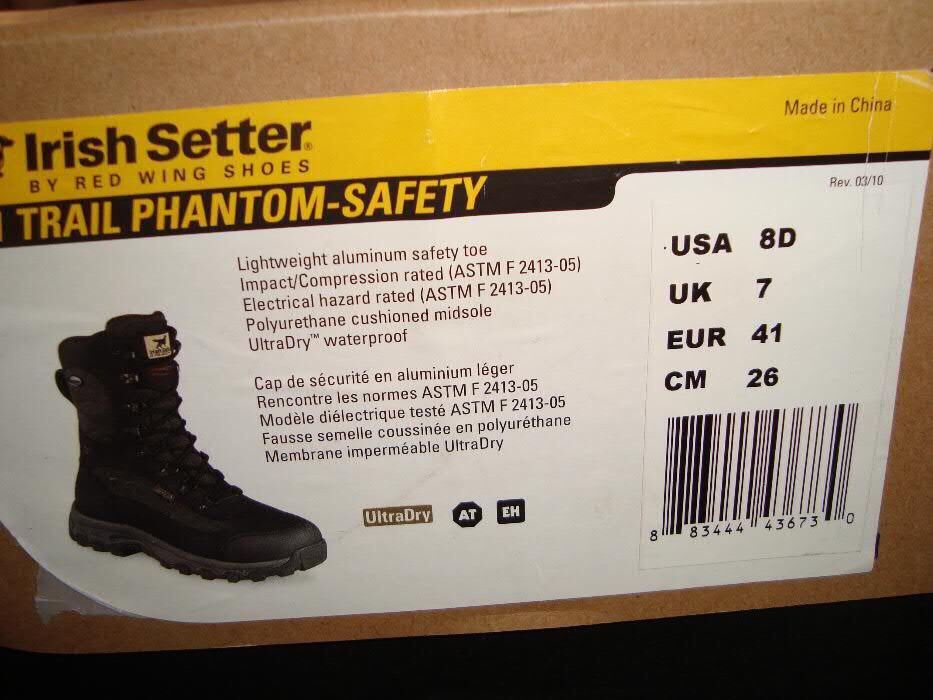 Made in China
Irish Setter®
BY RED WING SHOES
TRAIL PHANTOM-SAFETY
Rev. 03/10
Lightweight aluminum safety toe
Impact/Compression rated (ASTM F 2413-05)
Electrical hazard rated (ASTM F 2413-05)
Polyurethane cushioned midsole
UltraDry™ waterproof
Cap de sécurité en aluminium léger
Rencontre les normes ASTM F 2413-05
Modèle diélectrique testé ASTM F 2413-05
Fausse semelle coussinée en polyuréthane
Membrane imperméable UltraDry
UltraDry AT EH
USA 8D
UK 7
EUR 41
CM 26
8 83444 43673 0